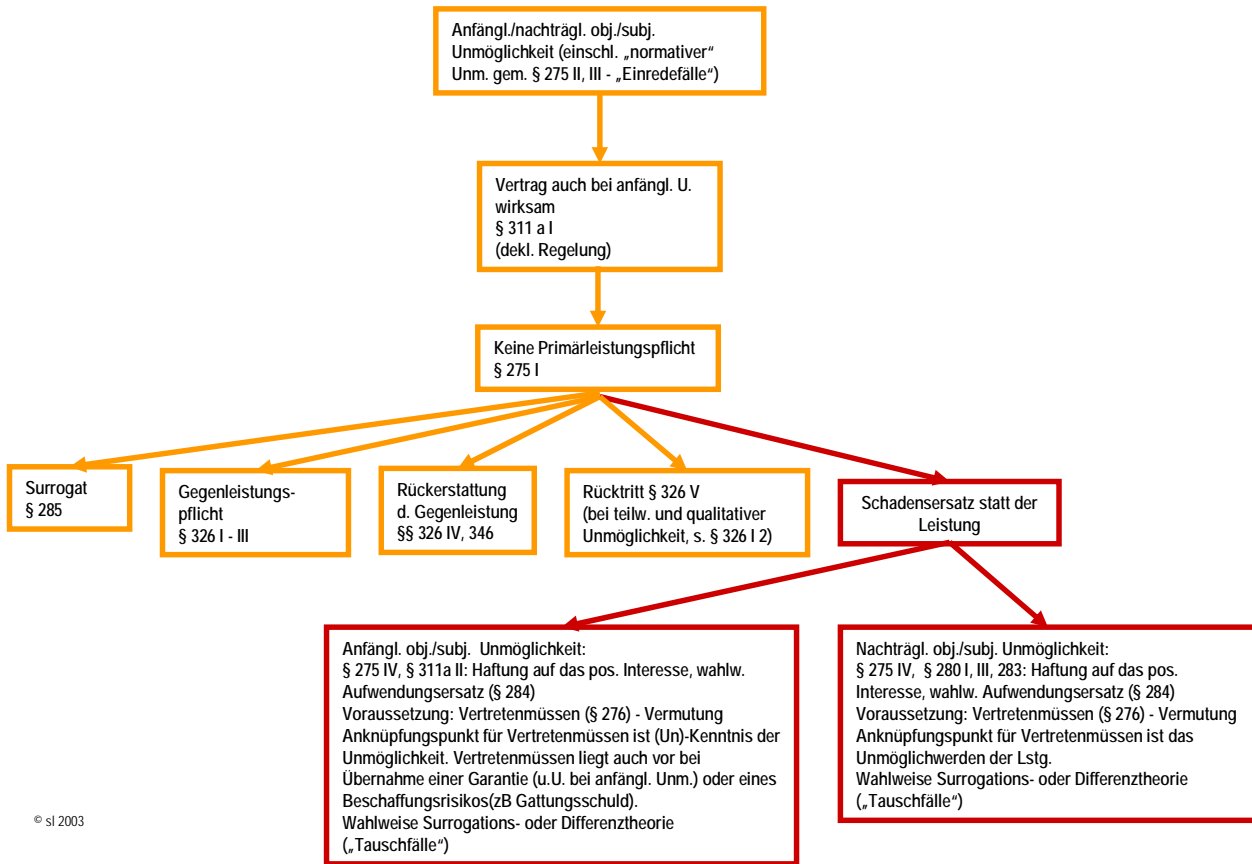 Anfängl./nachträgl. obj./subj.
Unmöglichkeit (einschl. „normativer“
Unm. gem. § 275 II, III - „Einredefälle“)
Vertrag auch bei anfängl. U.
wirksam
§ 311 a I
(dekl. Regelung)
Keine Primärleistungspflicht
§ 275 I
Surrogat
§ 285
Gegenleistungs-
pflicht
§ 326 I - III
Rückerstattung
d. Gegenleistung
§§ 326 IV, 346
Rücktritt § 326 V
(bei teilw. und qualitativer
Unmöglichkeit, s. § 326 I 2)
Schadensersatz statt der
Leistung
Anfängl. obj./subj. Unmöglichkeit:
§ 275 IV, § 311a II: Haftung auf das pos. Interesse, wahlw.
Aufwendungsersatz (§ 284)
Voraussetzung: Vertretenmüssen (§ 276) - Vermutung
Anknüpfungspunkt für Vertretenmüssen ist (Un)-Kenntnis der
Unmöglichkeit. Vertretenmüssen liegt auch vor bei
Übernahme einer Garantie (u.U. bei anfängl. Unm.) oder eines
Beschaffungsrisikos(zB Gattungsschuld).
Wahlweise Surrogations- oder Differenztheorie
(„Tauschfälle“)
Nachträgl. obj./subj. Unmöglichkeit:
§ 275 IV, § 280 I, III, 283: Haftung auf das pos.
Interesse, wahlw. Aufwendungsersatz (§ 284)
Voraussetzung: Vertretenmüssen (§ 276) - Vermutung
Anknüpfungspunkt für Vertretenmüssen ist das
Unmöglichwerden der Lstg.
Wahlweise Surrogations- oder Differenztheorie
(„Tauschfälle“)
© sl 2003